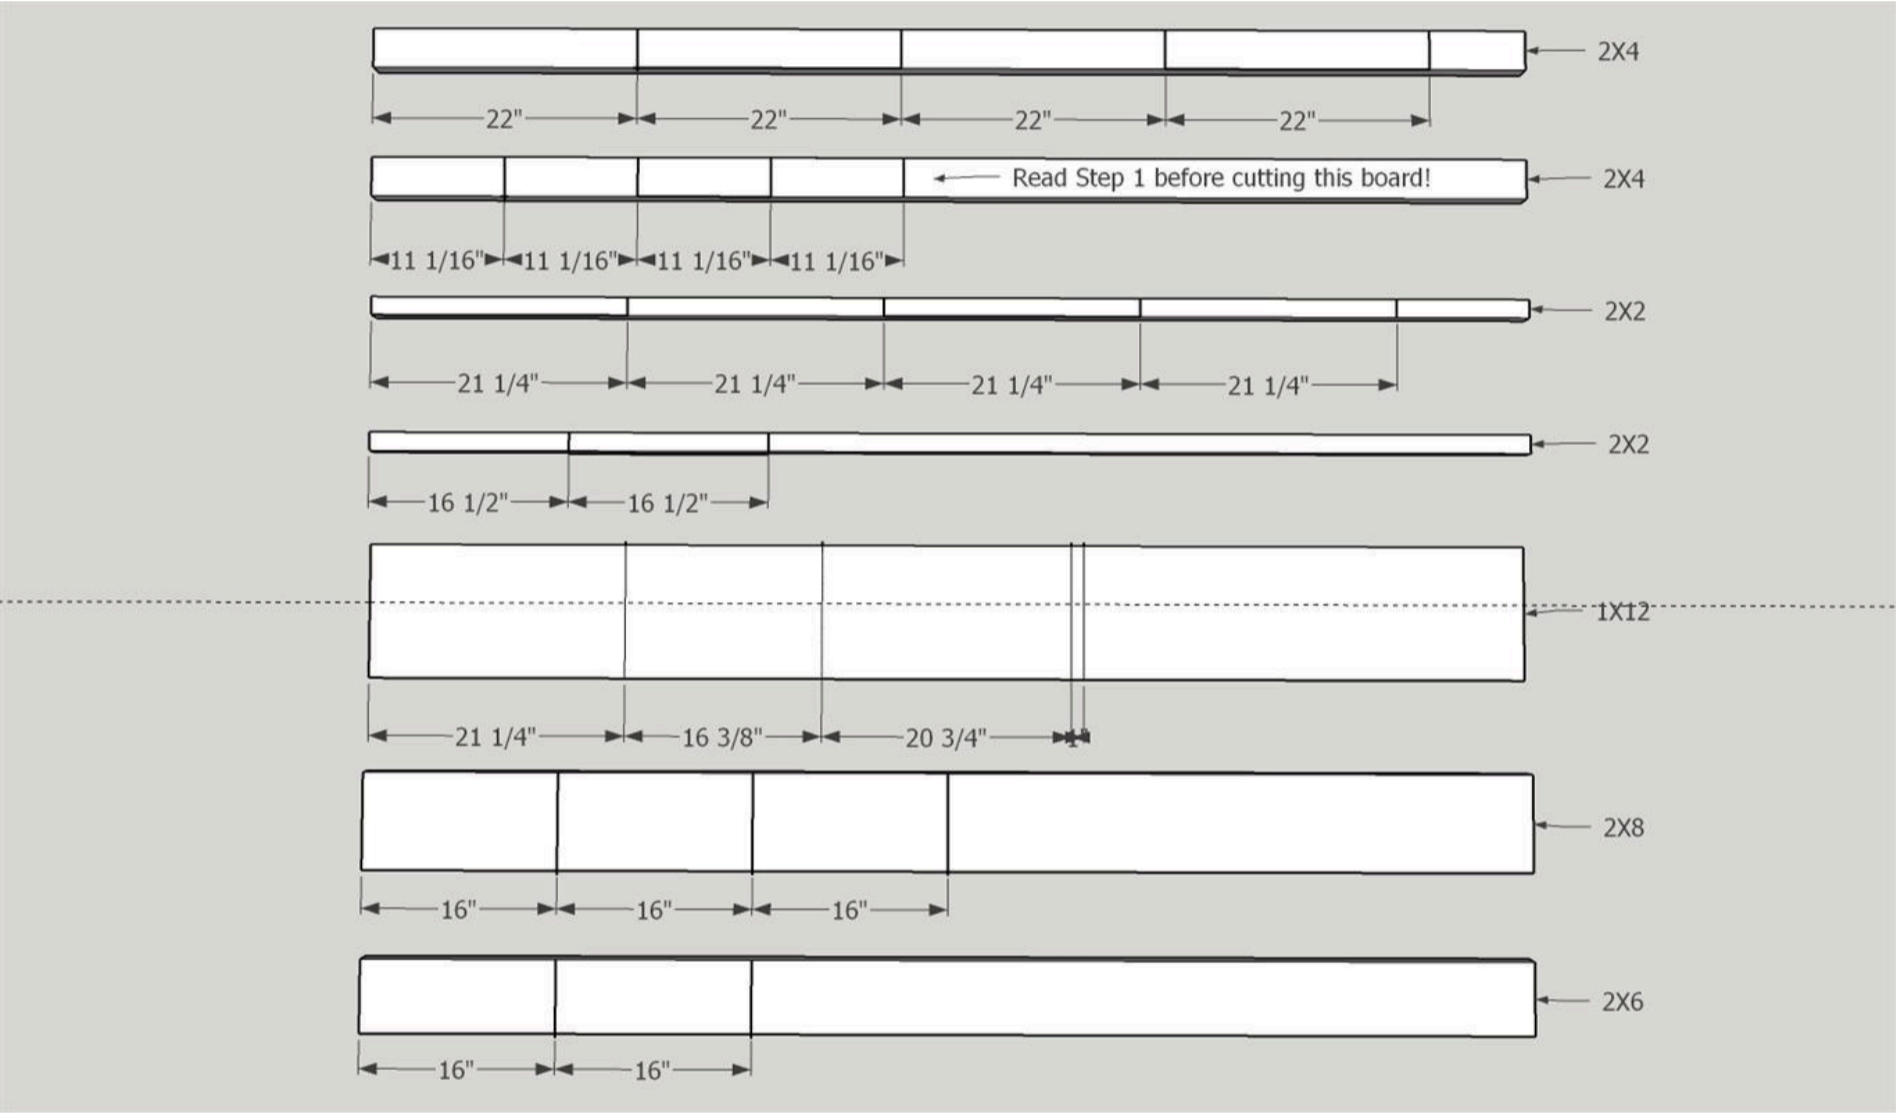 2X4
22" 22" 22" 22"
Read Step 1 before cutting this board! 2X4
11 1/16" 11 1/16" 11 1/16" 11 1/16"
2X2
21 1/4" 21 1/4" 21 1/4" 21 1/4"
2X2
16 1/2" 16 1/2"
1X12
21 1/4" 16 3/8" 20 3/4" 1"
2X8
16" 16" 16"
2X6
16" 16"